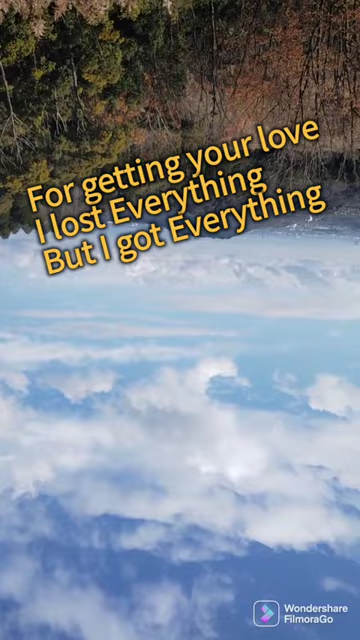 For getting your love
I lost Everything
But I got Everything
Wondershare
FilmoraGo